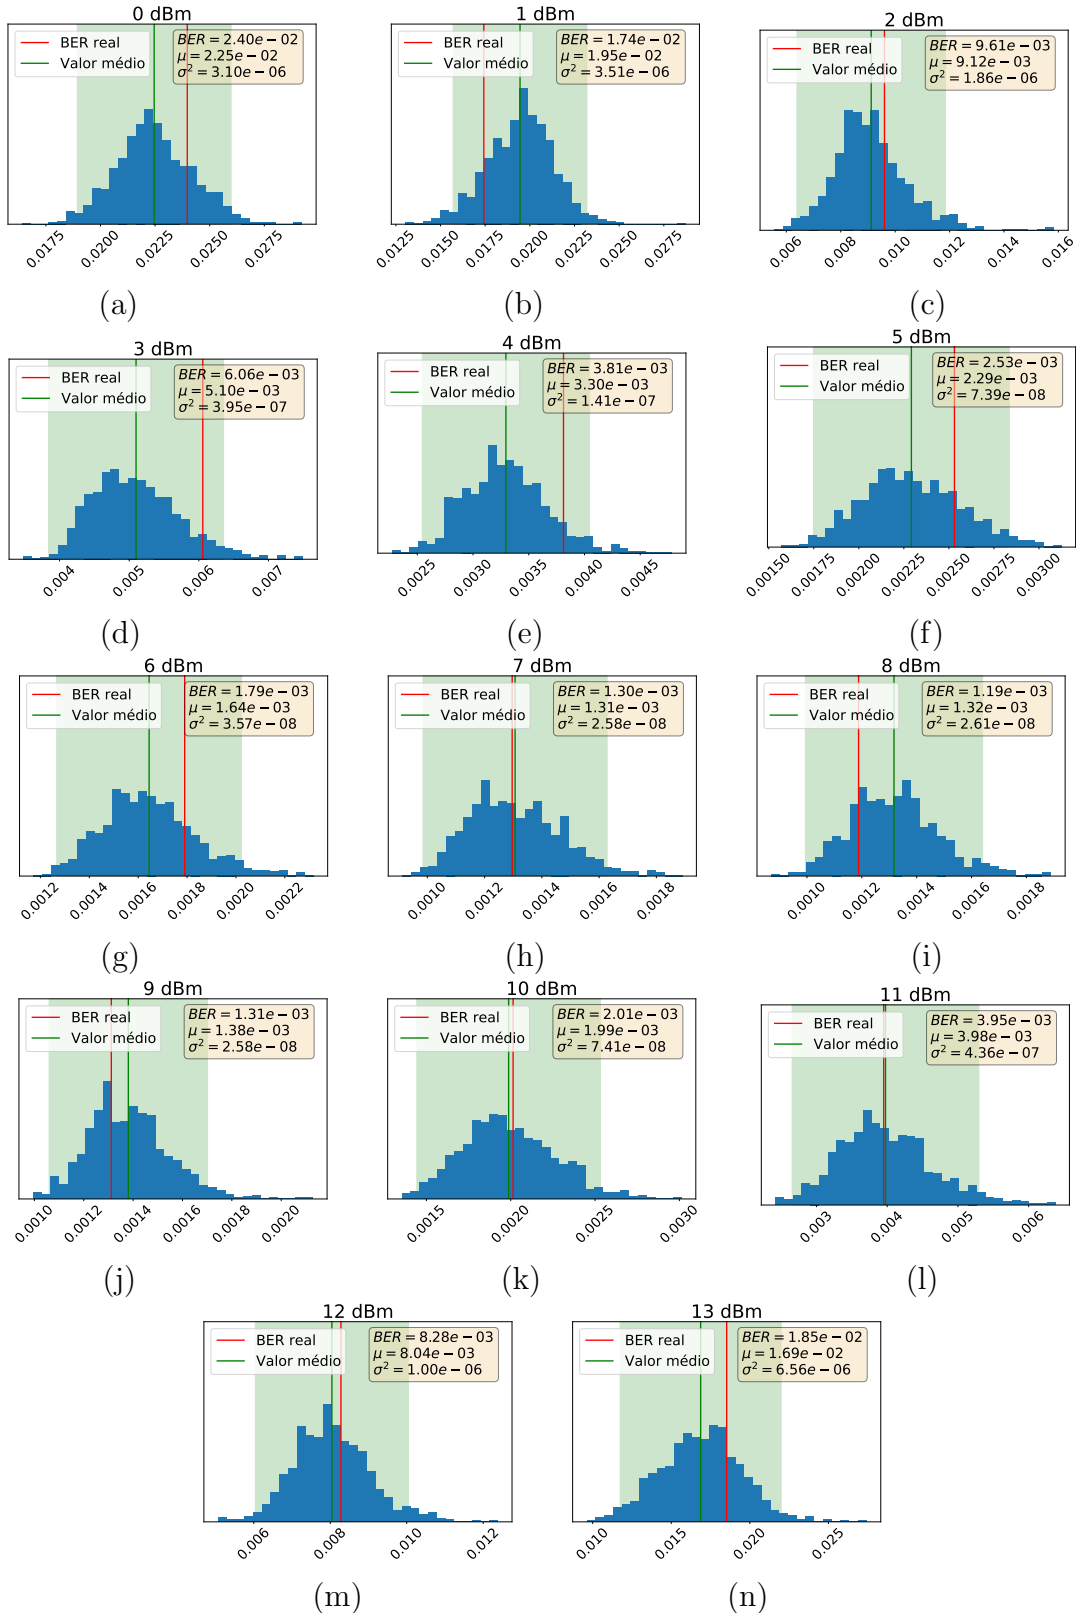 0 dBm
BER real
Valor médio
BER = 2.40e − 02
μ = 2.25e − 02
σ² = 3.10e − 06
0.0175 0.0200 0.0225 0.0250 0.0275
(a)
1 dBm
BER real
Valor médio
BER = 1.74e − 02
μ = 1.95e − 02
σ² = 3.51e − 06
0.0125 0.0150 0.0175 0.0200 0.0225 0.0250 0.0275
(b)
2 dBm
BER real
Valor médio
BER = 9.61e − 03
μ = 9.12e − 03
σ² = 1.86e − 06
0.006 0.008 0.010 0.012 0.014 0.016
(c)
3 dBm
BER real
Valor médio
BER = 6.06e − 03
μ = 5.10e − 03
σ² = 3.95e − 07
0.004 0.005 0.006 0.007
(d)
4 dBm
BER real
Valor médio
BER = 3.81e − 03
μ = 3.30e − 03
σ² = 1.41e − 07
0.0025 0.0030 0.0035 0.0040 0.0045
(e)
5 dBm
BER real
Valor médio
BER = 2.53e − 03
μ = 2.29e − 03
σ² = 7.39e − 08
0.00150 0.00175 0.00200 0.00225 0.00250 0.00275 0.00300
(f)
6 dBm
BER real
Valor médio
BER = 1.79e − 03
μ = 1.64e − 03
σ² = 3.57e − 08
0.0012 0.0014 0.0016 0.0018 0.0020 0.0022
(g)
7 dBm
BER real
Valor médio
BER = 1.30e − 03
μ = 1.31e − 03
σ² = 2.58e − 08
0.0010 0.0012 0.0014 0.0016 0.0018
(h)
8 dBm
BER real
Valor médio
BER = 1.19e − 03
μ = 1.32e − 03
σ² = 2.61e − 08
0.0010 0.0012 0.0014 0.0016 0.0018
(i)
9 dBm
BER real
Valor médio
BER = 1.31e − 03
μ = 1.38e − 03
σ² = 2.58e − 08
0.0010 0.0012 0.0014 0.0016 0.0018 0.0020
(j)
10 dBm
BER real
Valor médio
BER = 2.01e − 03
μ = 1.99e − 03
σ² = 7.41e − 08
0.0015 0.0020 0.0025 0.0030
(k)
11 dBm
BER real
Valor médio
BER = 3.95e − 03
μ = 3.98e − 03
σ² = 4.36e − 07
0.003 0.004 0.005 0.006
(l)
12 dBm
BER real
Valor médio
BER = 8.28e − 03
μ = 8.04e − 03
σ² = 1.00e − 06
0.006 0.008 0.010 0.012
(m)
13 dBm
BER real
Valor médio
BER = 1.85e − 02
μ = 1.69e − 02
σ² = 6.56e − 06
0.010 0.015 0.020 0.025
(n)